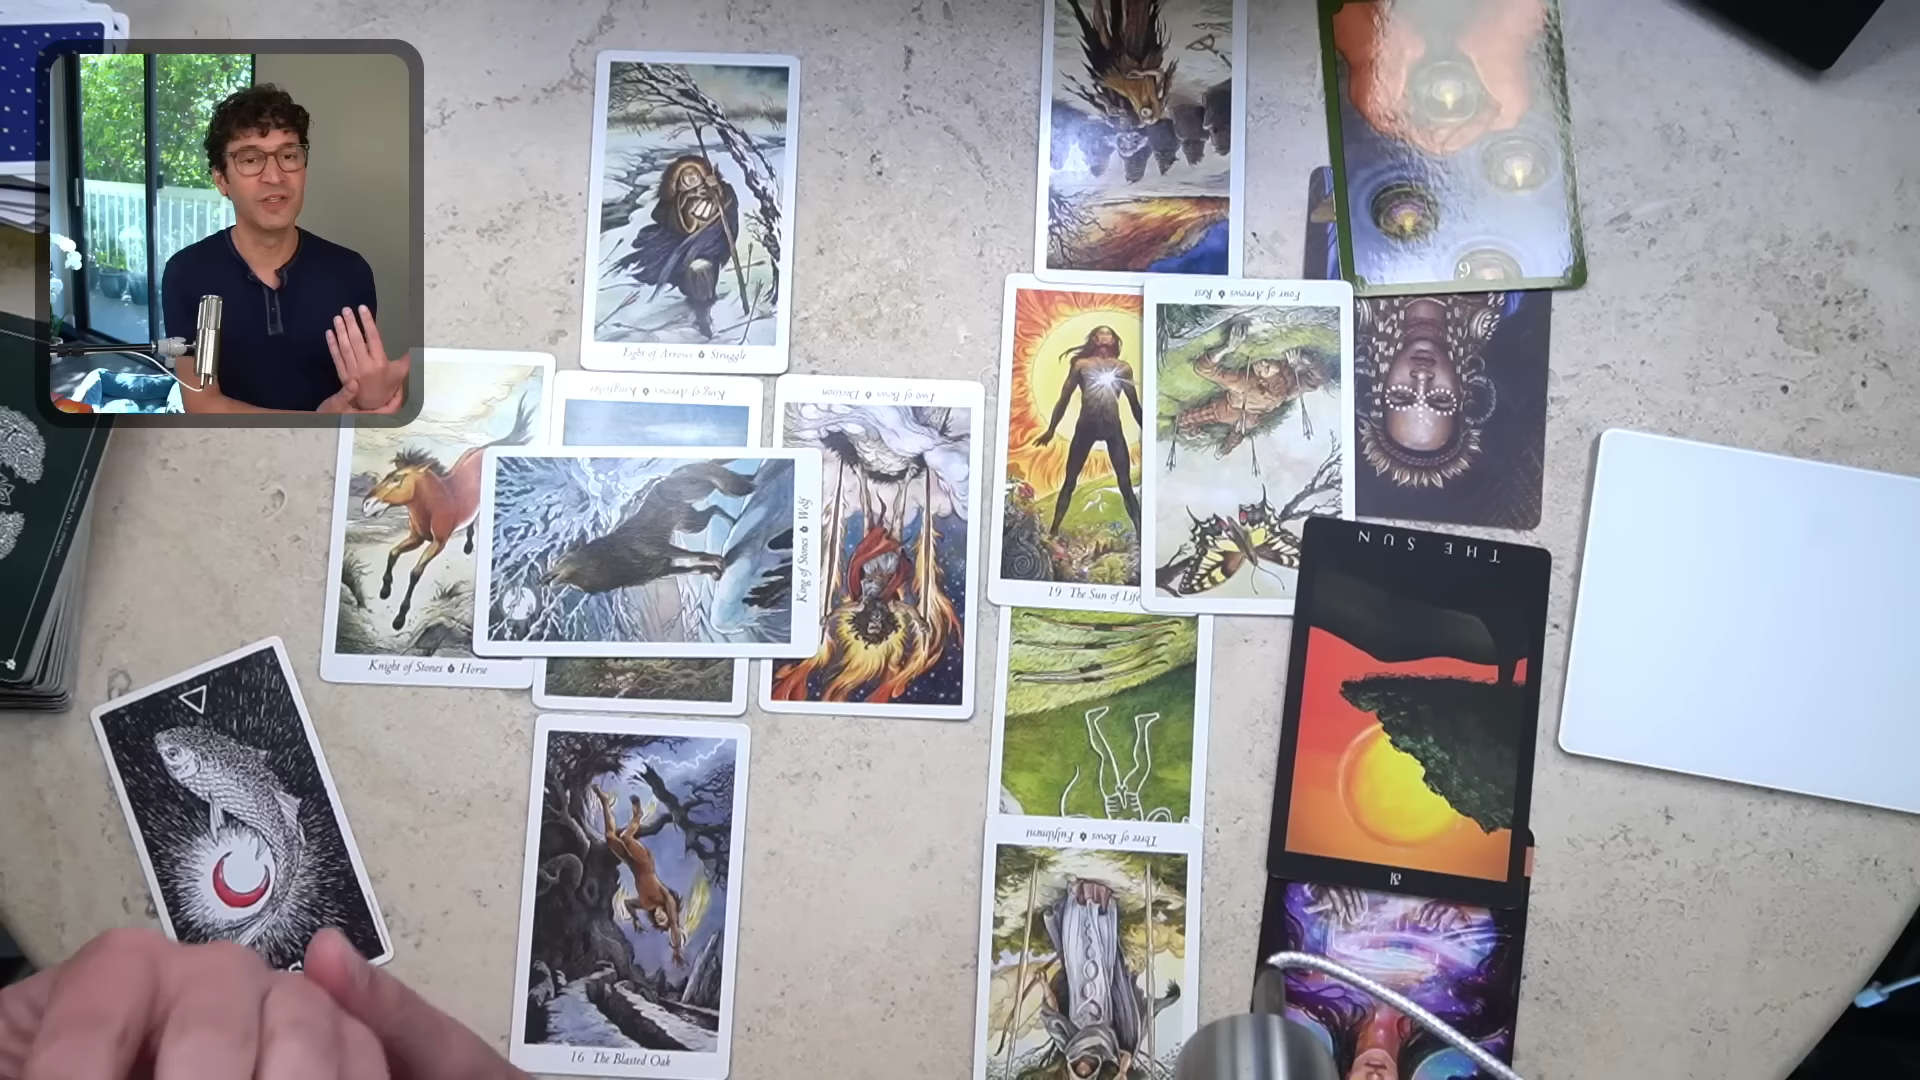 Eight of Arrows Struggle
King of Arrows Kingfisher
Two of Bows Decision
Knight of Stones Horse
King of Stones Wolf
16 The Blasted Oak
Four of Arrows Rest
19 The Sun of Life
Three of Bows Fulfilment
THE SUN
6